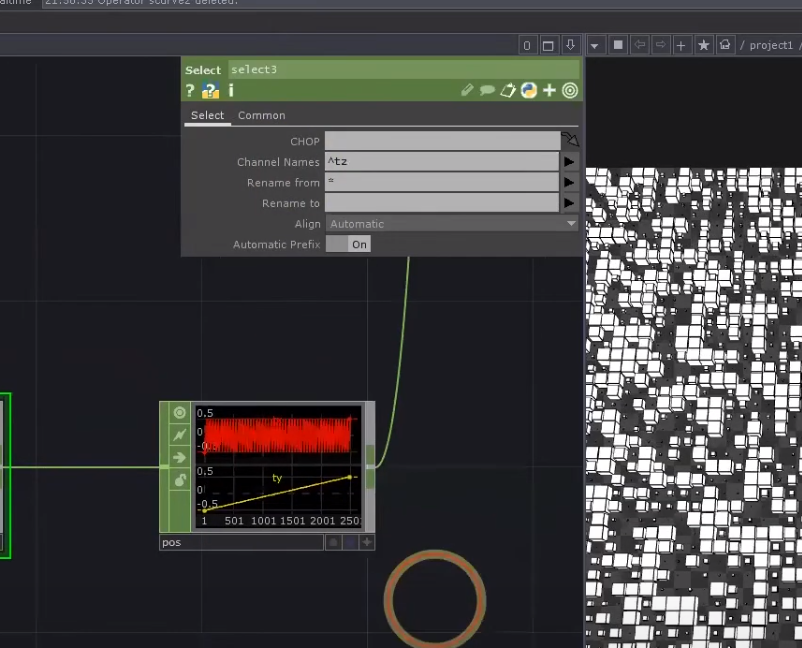 21:58:33 Operator scurve2 deleted.
0
/ project1 /
Select select3
? ? i
Select Common
CHOP
Channel Names ^tz
Rename from *
Rename to
Align Automatic
Automatic Prefix On
0.5
0
-0.5
0.5
ty
0
-0.5
1 501 1001 1501 2001 2501
pos